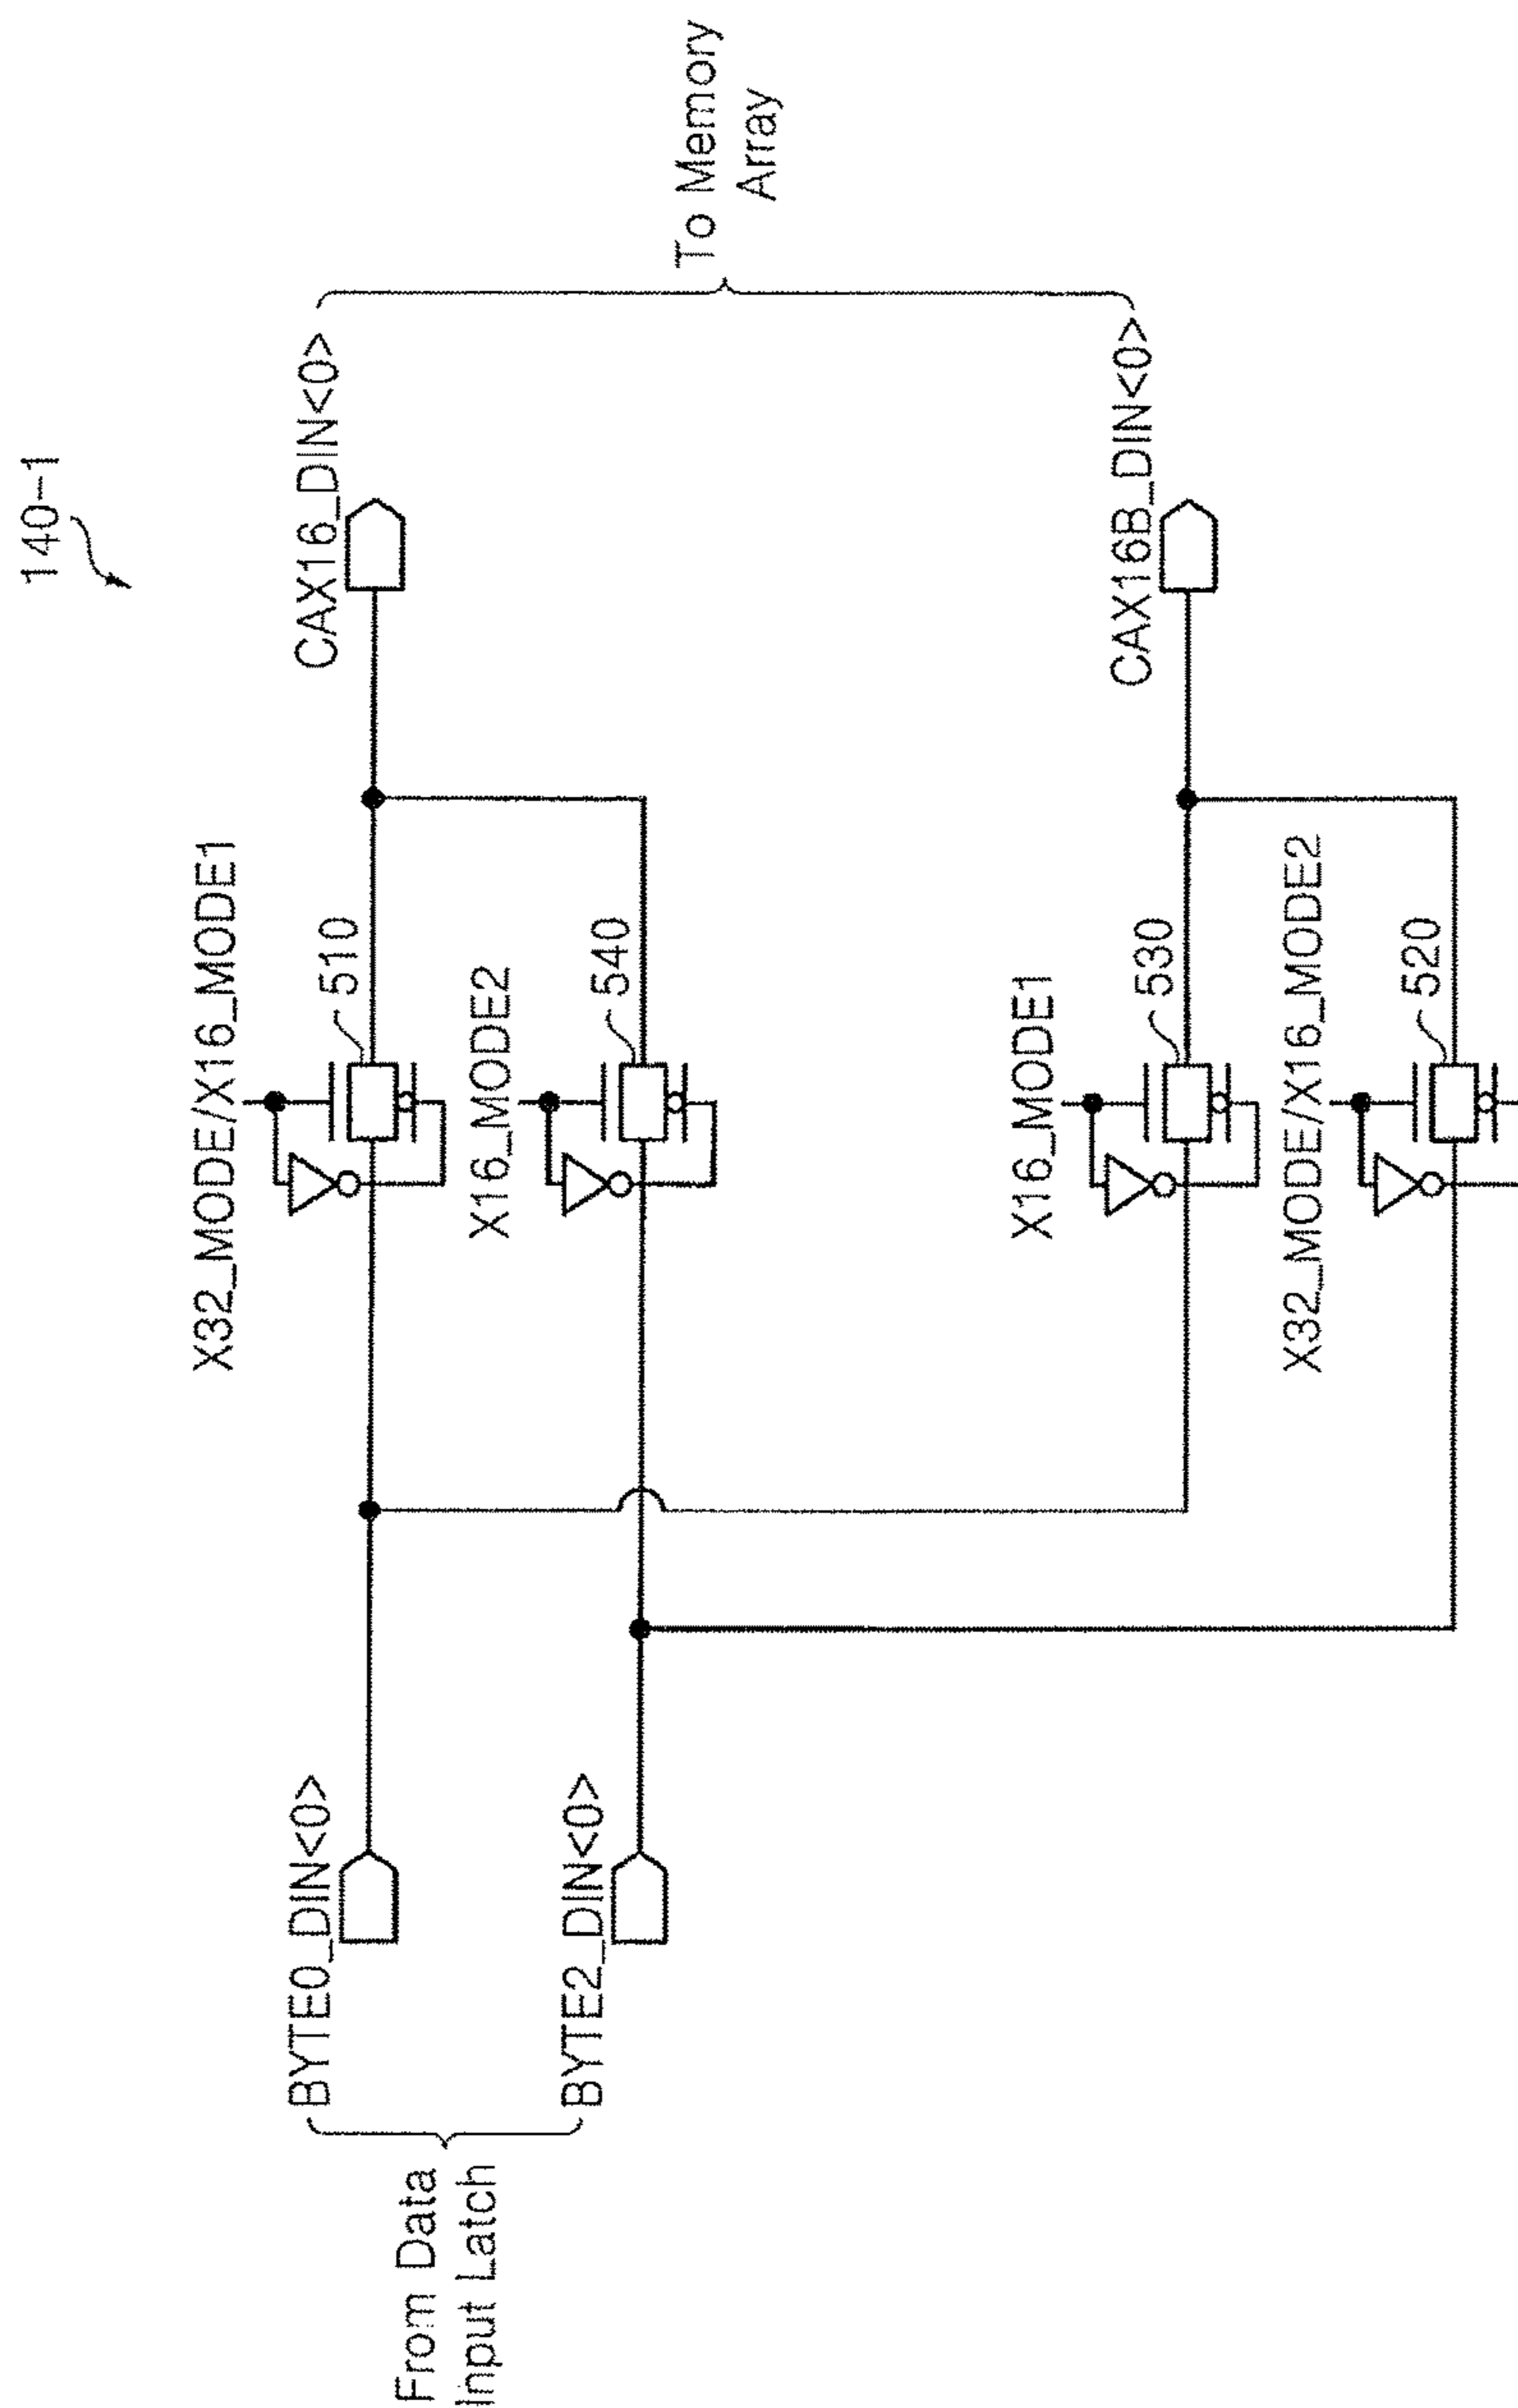 140-1
X32_MODE/X16_MODE1
510
CAX16_DIN<0>
BYTE0_DIN<0>
X16_MODE2
540
From Data
Input Latch
BYTE2_DIN<0>
To Memory
Array
X16_MODE1
530
CAX16B_DIN<0>
X32_MODE/X16_MODE2
520